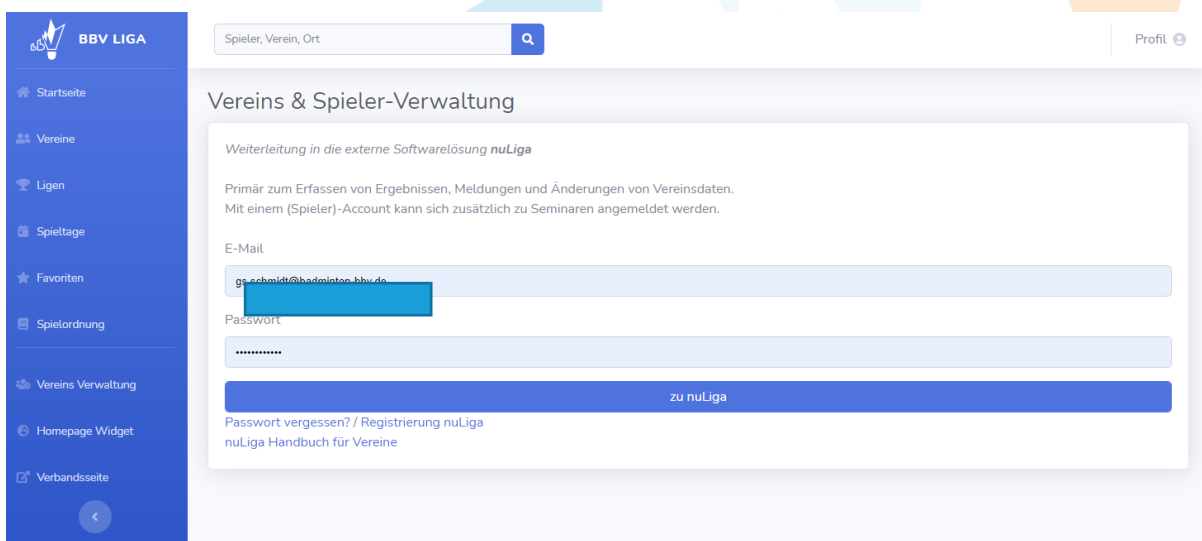 BBV LIGA
Spieler, Verein, Ort
Profil
Startseite
Vereine
Ligen
Spieltage
Favoriten
Spielordnung
Vereins Verwaltung
Homepage Widget
Verbandsseite
Vereins & Spieler-Verwaltung
Weiterleitung in die externe Softwarelösung nuLiga
Primär zum Erfassen von Ergebnissen, Meldungen und Änderungen von Vereinsdaten.
Mit einem (Spieler)-Account kann sich zusätzlich zu Seminaren angemeldet werden.
E-Mail
Passwort
••••••••••••
zu nuLiga
Passwort vergessen? / Registrierung nuLiga
nuLiga Handbuch für Vereine